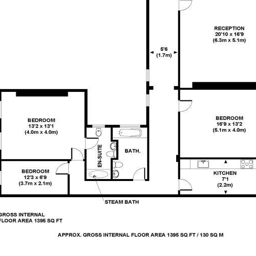 RECEPTION
20'10 x 16'9
(6.3m x 5.1m)
5'6
(1.7m)
BEDROOM
13'2 x 13'1
(4.0m x 4.0m)
BEDROOM
16'9 x 13'2
(5.1m x 4.0m)
EN-SUITE
BATH.
BEDROOM
12'3 x 6'9
(3.7m x 2.1m)
KITCHEN
7'1
(2.2m)
STEAM BATH
GROSS INTERNAL
FLOOR AREA 1395 SQ FT
APPROX. GROSS INTERNAL FLOOR AREA 1395 SQ FT / 130 SQ M